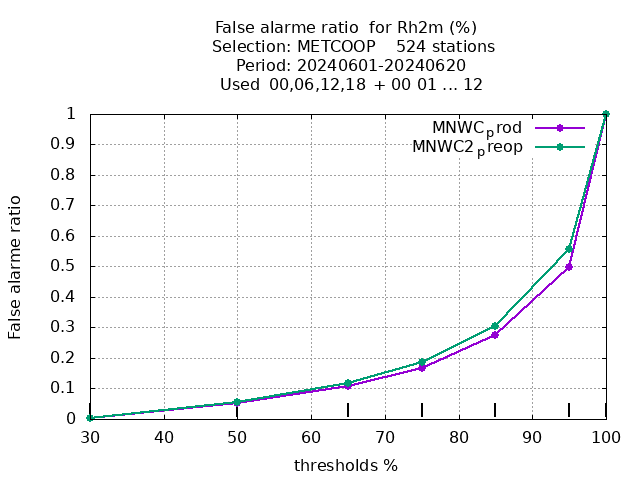 False alarme ratio  for Rh2m (%)
Selection: METCOOP    524 stations
Period: 20240601-20240620
Used  00,06,12,18  + 00 01 ... 12
MNWC_prod
MNWC2_preop
False alarme ratio
1
0.9
0.8
0.7
0.6
0.5
0.4
0.3
0.2
0.1
0
30 40 50 60 70 80 90 100
thresholds %